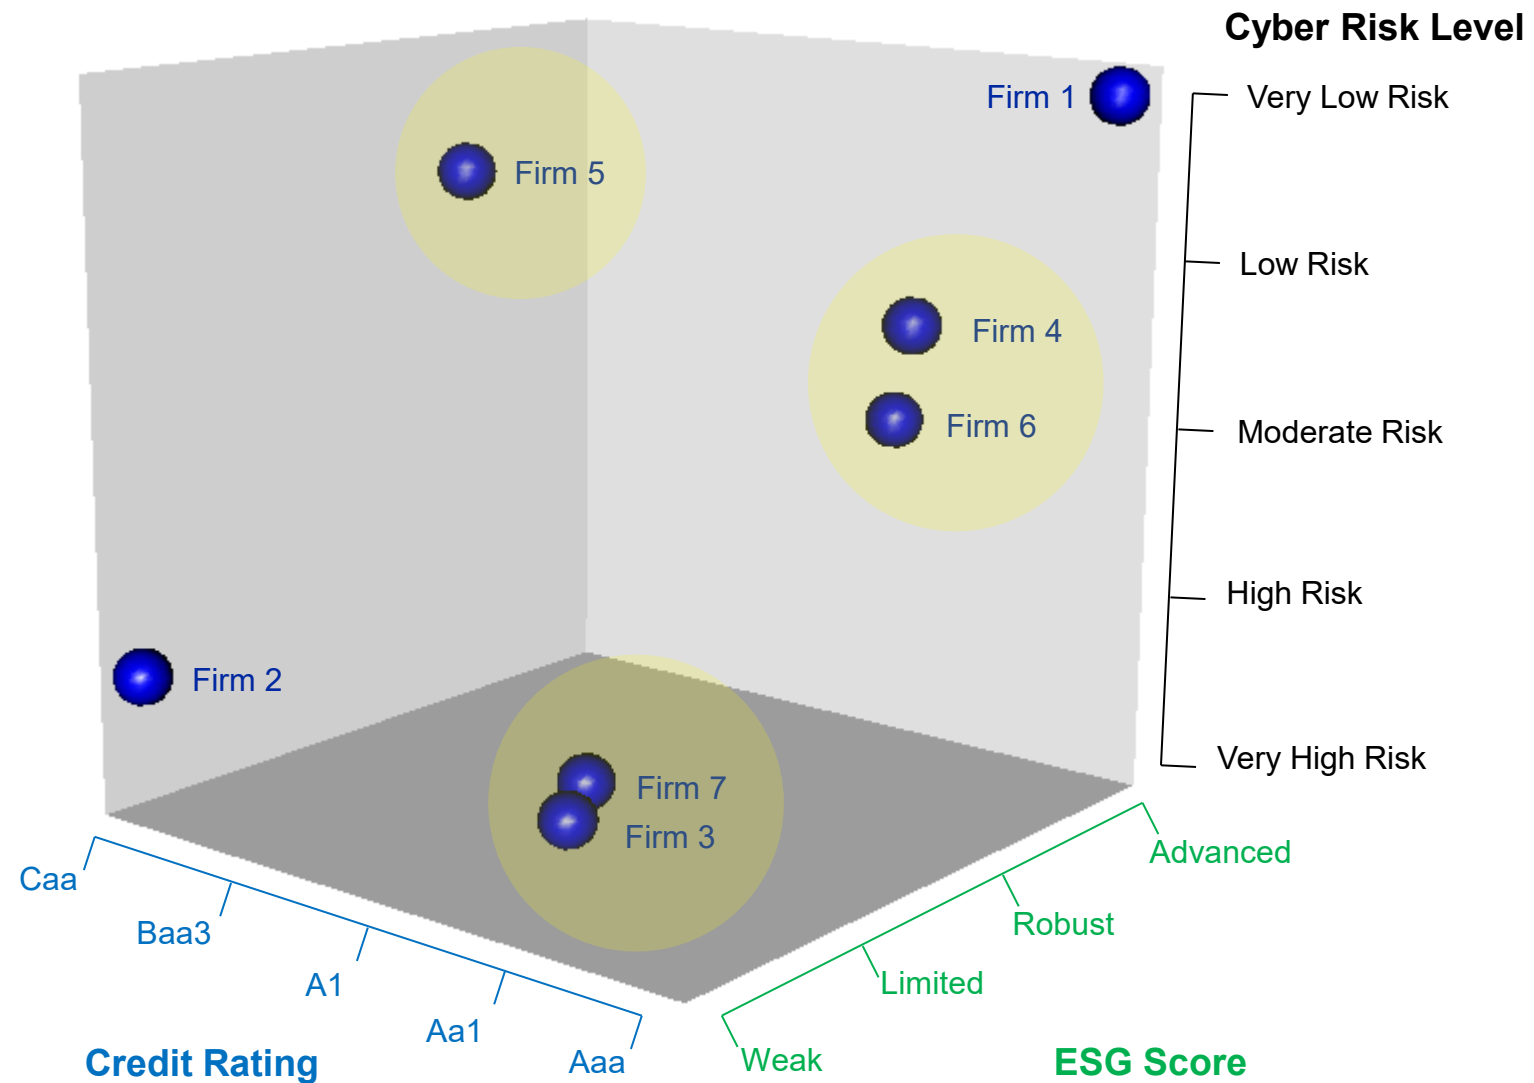 Cyber Risk Level
Firm 1
Very Low Risk
Firm 5
Low Risk
Firm 4
Firm 6
Moderate Risk
High Risk
Firm 2
Very High Risk
Firm 7
Firm 3
Caa
Baa3
A1
Aa1
Aaa
Credit Rating
Advanced
Robust
Limited
Weak
ESG Score